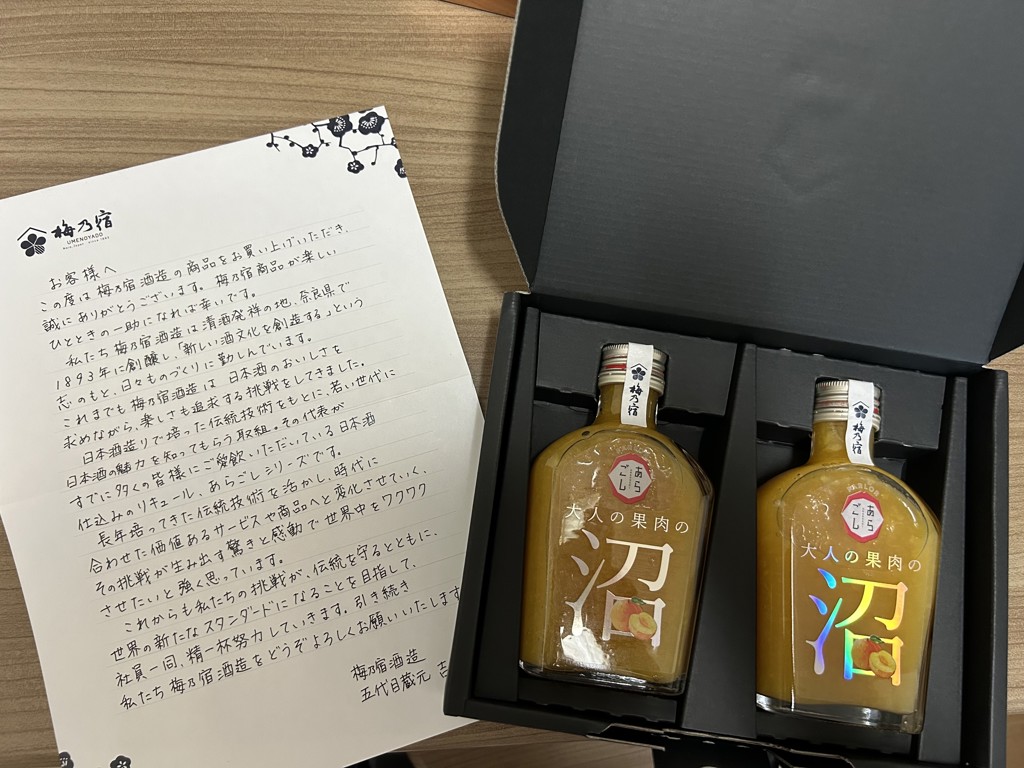 梅乃宿
UMENOYADO
お客様へ
この度は梅乃宿酒造の商品をお買い上げいただき、
誠にありがとうございます。梅乃宿商品が楽しい
ひとときの一助になれば幸いです。
私たち梅乃宿酒造は清酒発祥の地、奈良県で
1893年に創醸し、「新しい酒文化を創造する」という
志のもと、日々ものづくりに勤しんでいます。
これまでも梅乃宿酒造は、日本酒のおいしさを
求めながら、楽しさも追求する挑戦をしてきました。
日本酒造りで培った伝統技術をもとに、若い世代に
日本酒の魅力を知ってもらう取組。その代表が
すでに多くの皆様にご愛飲いただいている日本酒
仕込みのリキュール、あらごしシリーズです。
長年培ってきた伝統技術を活かし、時代に
合わせた価値あるサービスや商品へと変化させていく、
その挑戦が生み出す驚きと感動で世界中をワクワク
させたいと強く思っています。
これからも私たちの挑戦が、伝統を守るとともに、
世界の新たなスタンダードになることを目指して、
社員一同、精一杯努力していきます。引き続き
私たち梅乃宿酒造をどうぞよろしくお願いいたします
梅乃宿酒造
五代目蔵元 吉
梅乃宿
あらごし
大人の果肉の
沼
梅乃宿
あらごし
大人の果肉の
沼